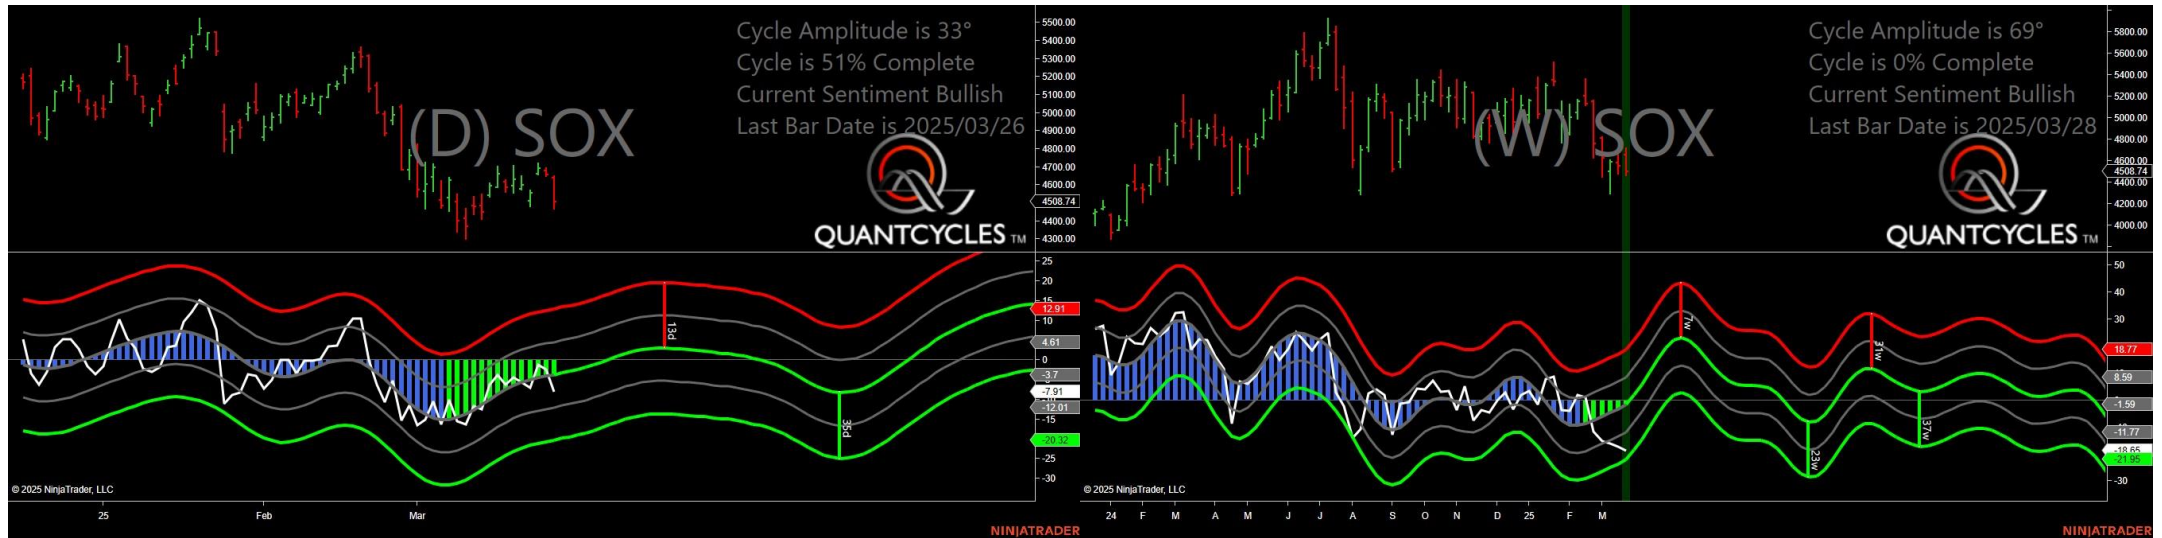 Cycle Amplitude is 33°
Cycle is 51% Complete
Current Sentiment Bullish
Last Bar Date is 2025/03/26
(D) SOX
QUANTCYCLES TM
5500.00
5400.00
5300.00
5200.00
5100.00
5000.00
4900.00
4800.00
4700.00
4600.00
4508.74
4400.00
4300.00
25
20
15
12.91
10
4.61
0
-3.7
-7.91
-12.01
-15
-20.32
-25
-30
13d
35d
© 2025 NinjaTrader, LLC
25 Feb Mar
NINJATRADER
Cycle Amplitude is 69°
Cycle is 0% Complete
Current Sentiment Bullish
Last Bar Date is 2025/03/28
(W) SOX
QUANTCYCLES TM
5800.00
5600.00
5400.00
5200.00
5000.00
4800.00
4600.00
4508.74
4400.00
4200.00
4000.00
50
40
30
18.77
8.59
-1.59
-11.77
-18.65
-21.95
-30
7w
23w
31w
37w
© 2025 NinjaTrader, LLC
24 F M A M J J A S O N D 25 F M
NINJATRADER